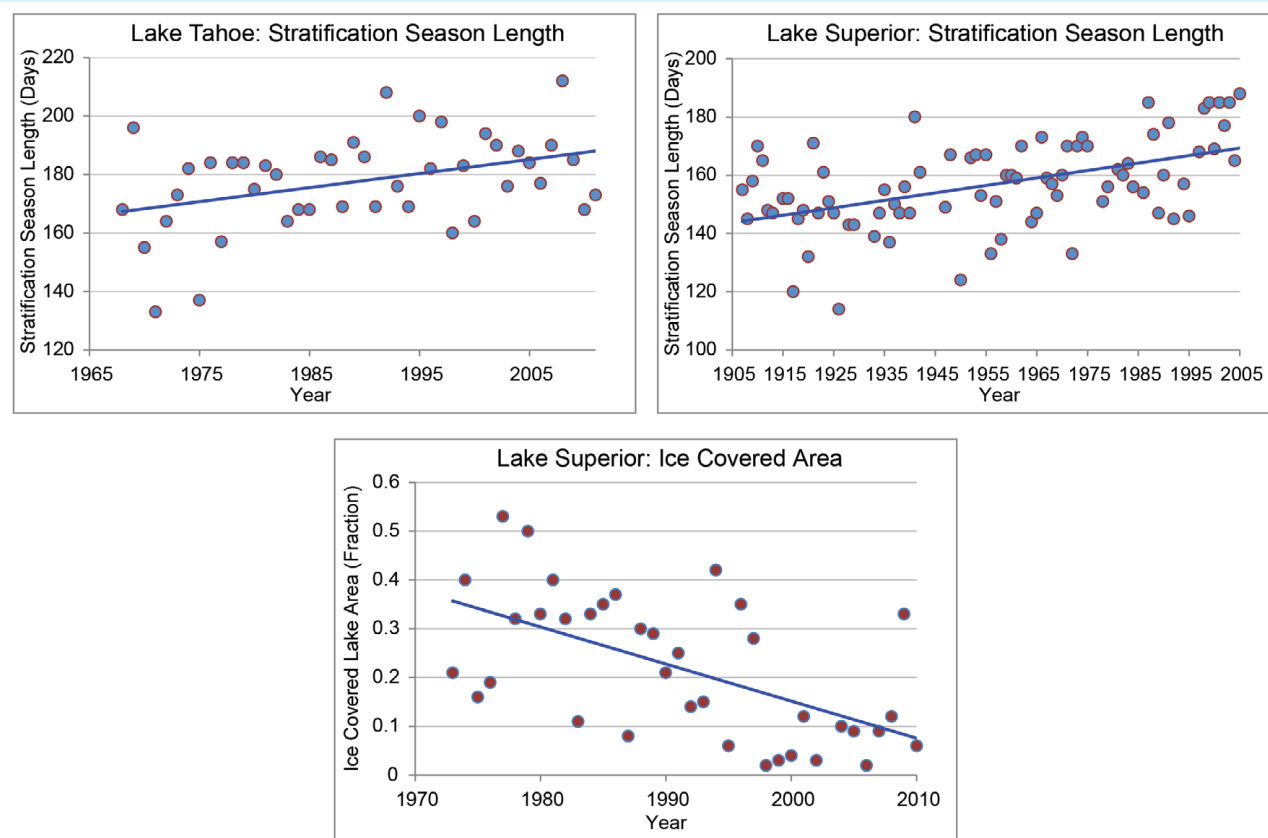 Lake Tahoe: Stratification Season Length
Stratification Season Length (Days)
220
200
180
160
140
120
1965 1975 1985 1995 2005
Year
Lake Superior: Stratification Season Length
Stratification Season Length (Days)
200
180
160
140
120
100
1905 1915 1925 1935 1945 1955 1965 1975 1985 1995 2005
Year
Lake Superior: Ice Covered Area
Ice Covered Lake Area (Fraction)
0.6
0.5
0.4
0.3
0.2
0.1
0
1970 1980 1990 2000 2010
Year